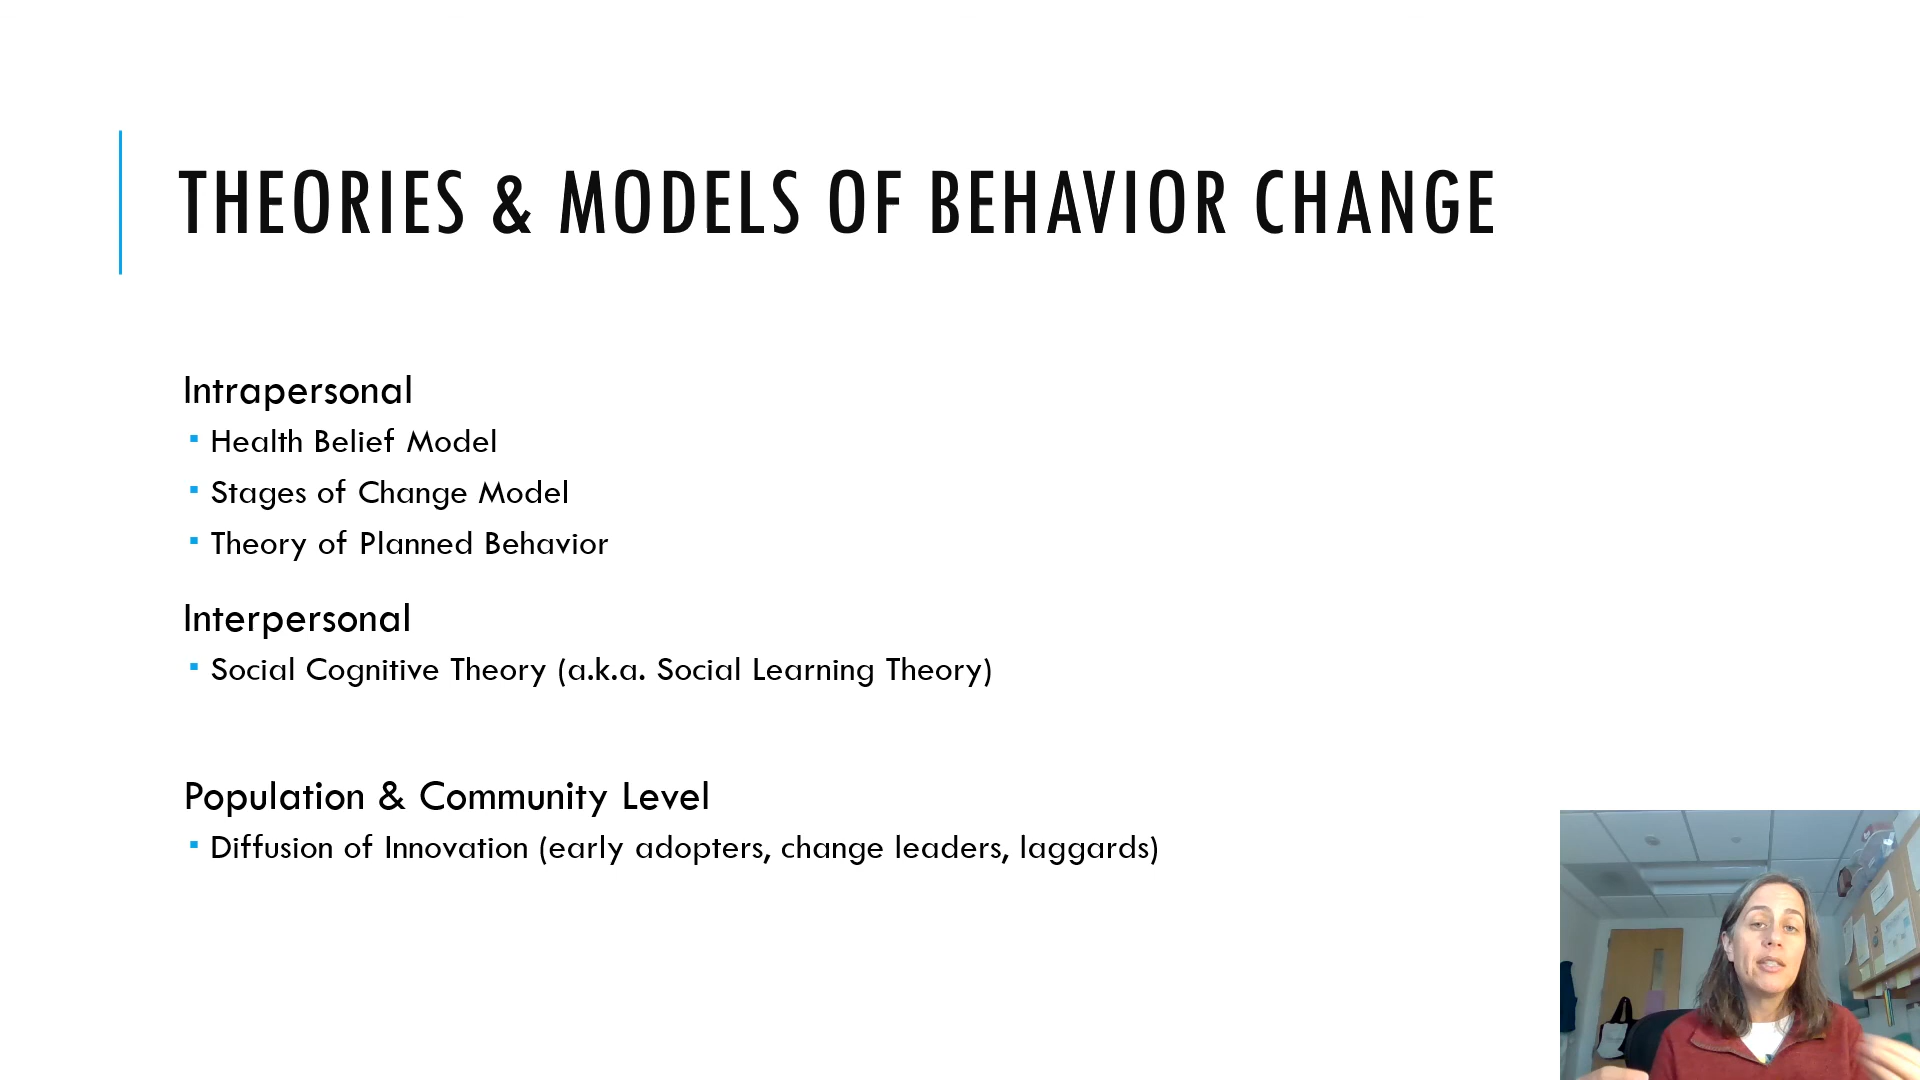 THEORIES & MODELS OF BEHAVIOR CHANGE
Intrapersonal
▪ Health Belief Model
▪ Stages of Change Model
▪ Theory of Planned Behavior
Interpersonal
▪ Social Cognitive Theory (a.k.a. Social Learning Theory)
Population & Community Level
▪ Diffusion of Innovation (early adopters, change leaders, laggards)